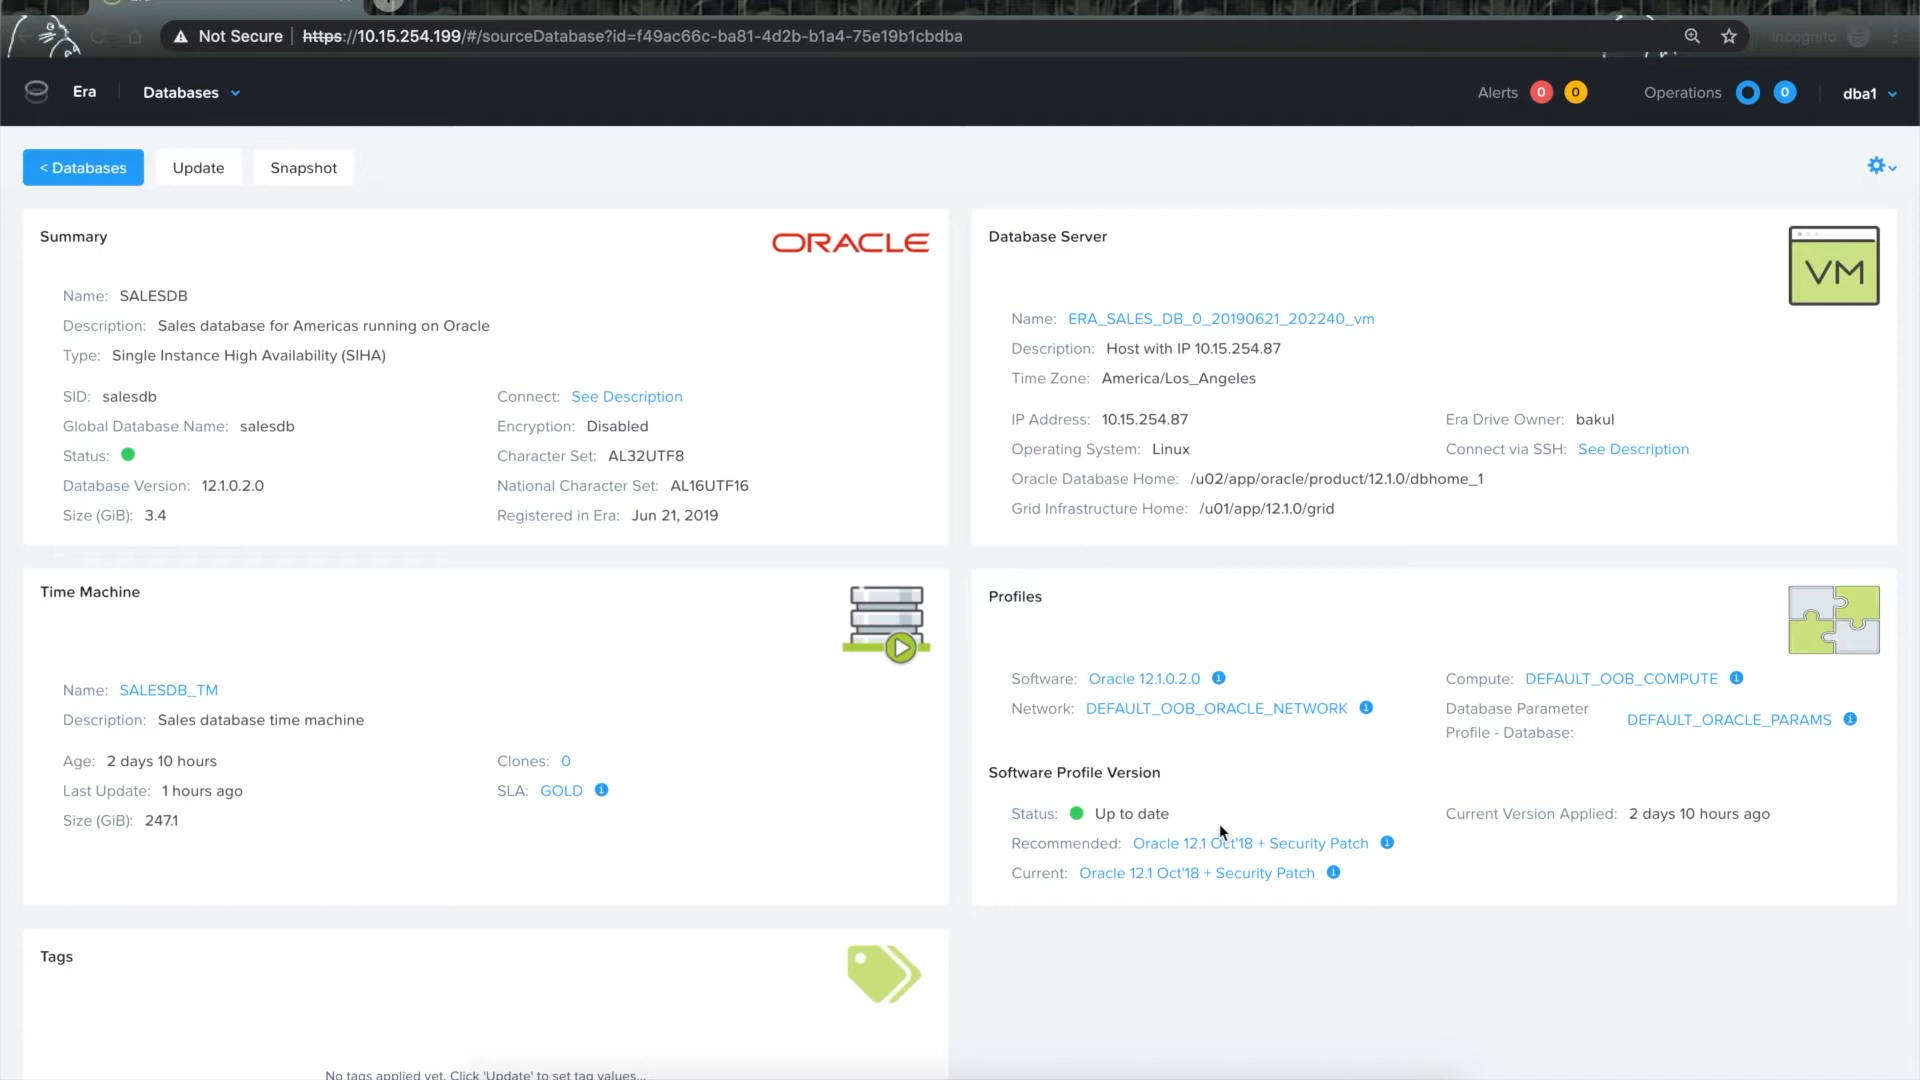 Not Secure | https://10.15.254.199/#/sourceDatabase?id=f49ac66c-ba81-4d2b-b1a4-75e19b1cbdba
Incognito
Era
Databases
Alerts 0 0
Operations 0
dba1
< Databases
Update
Snapshot
Summary
ORACLE
Name: SALESDB
Description: Sales database for Americas running on Oracle
Type: Single Instance High Availability (SIHA)
SID: salesdb
Global Database Name: salesdb
Status:
Database Version: 12.1.0.2.0
Size (GiB): 3.4
Connect: See Description
Encryption: Disabled
Character Set: AL32UTF8
National Character Set: AL16UTF16
Registered in Era: Jun 21, 2019
Database Server
VM
Name: ERA_SALES_DB_0_20190621_202240_vm
Description: Host with IP 10.15.254.87
Time Zone: America/Los_Angeles
IP Address: 10.15.254.87
Operating System: Linux
Era Drive Owner: bakul
Connect via SSH: See Description
Oracle Database Home: /u02/app/oracle/product/12.1.0/dbhome_1
Grid Infrastructure Home: /u01/app/12.1.0/grid
Time Machine
Name: SALESDB_TM
Description: Sales database time machine
Age: 2 days 10 hours
Last Update: 1 hours ago
Size (GiB): 247.1
Clones: 0
SLA: GOLD
Profiles
Software: Oracle 12.1.0.2.0
Network: DEFAULT_OOB_ORACLE_NETWORK
Compute: DEFAULT_OOB_COMPUTE
Database Parameter
Profile - Database: DEFAULT_ORACLE_PARAMS
Software Profile Version
Status: Up to date
Current Version Applied: 2 days 10 hours ago
Recommended: Oracle 12.1 Oct'18 + Security Patch
Current: Oracle 12.1 Oct'18 + Security Patch
Tags
No tags applied yet. Click 'Update' to set tag values...